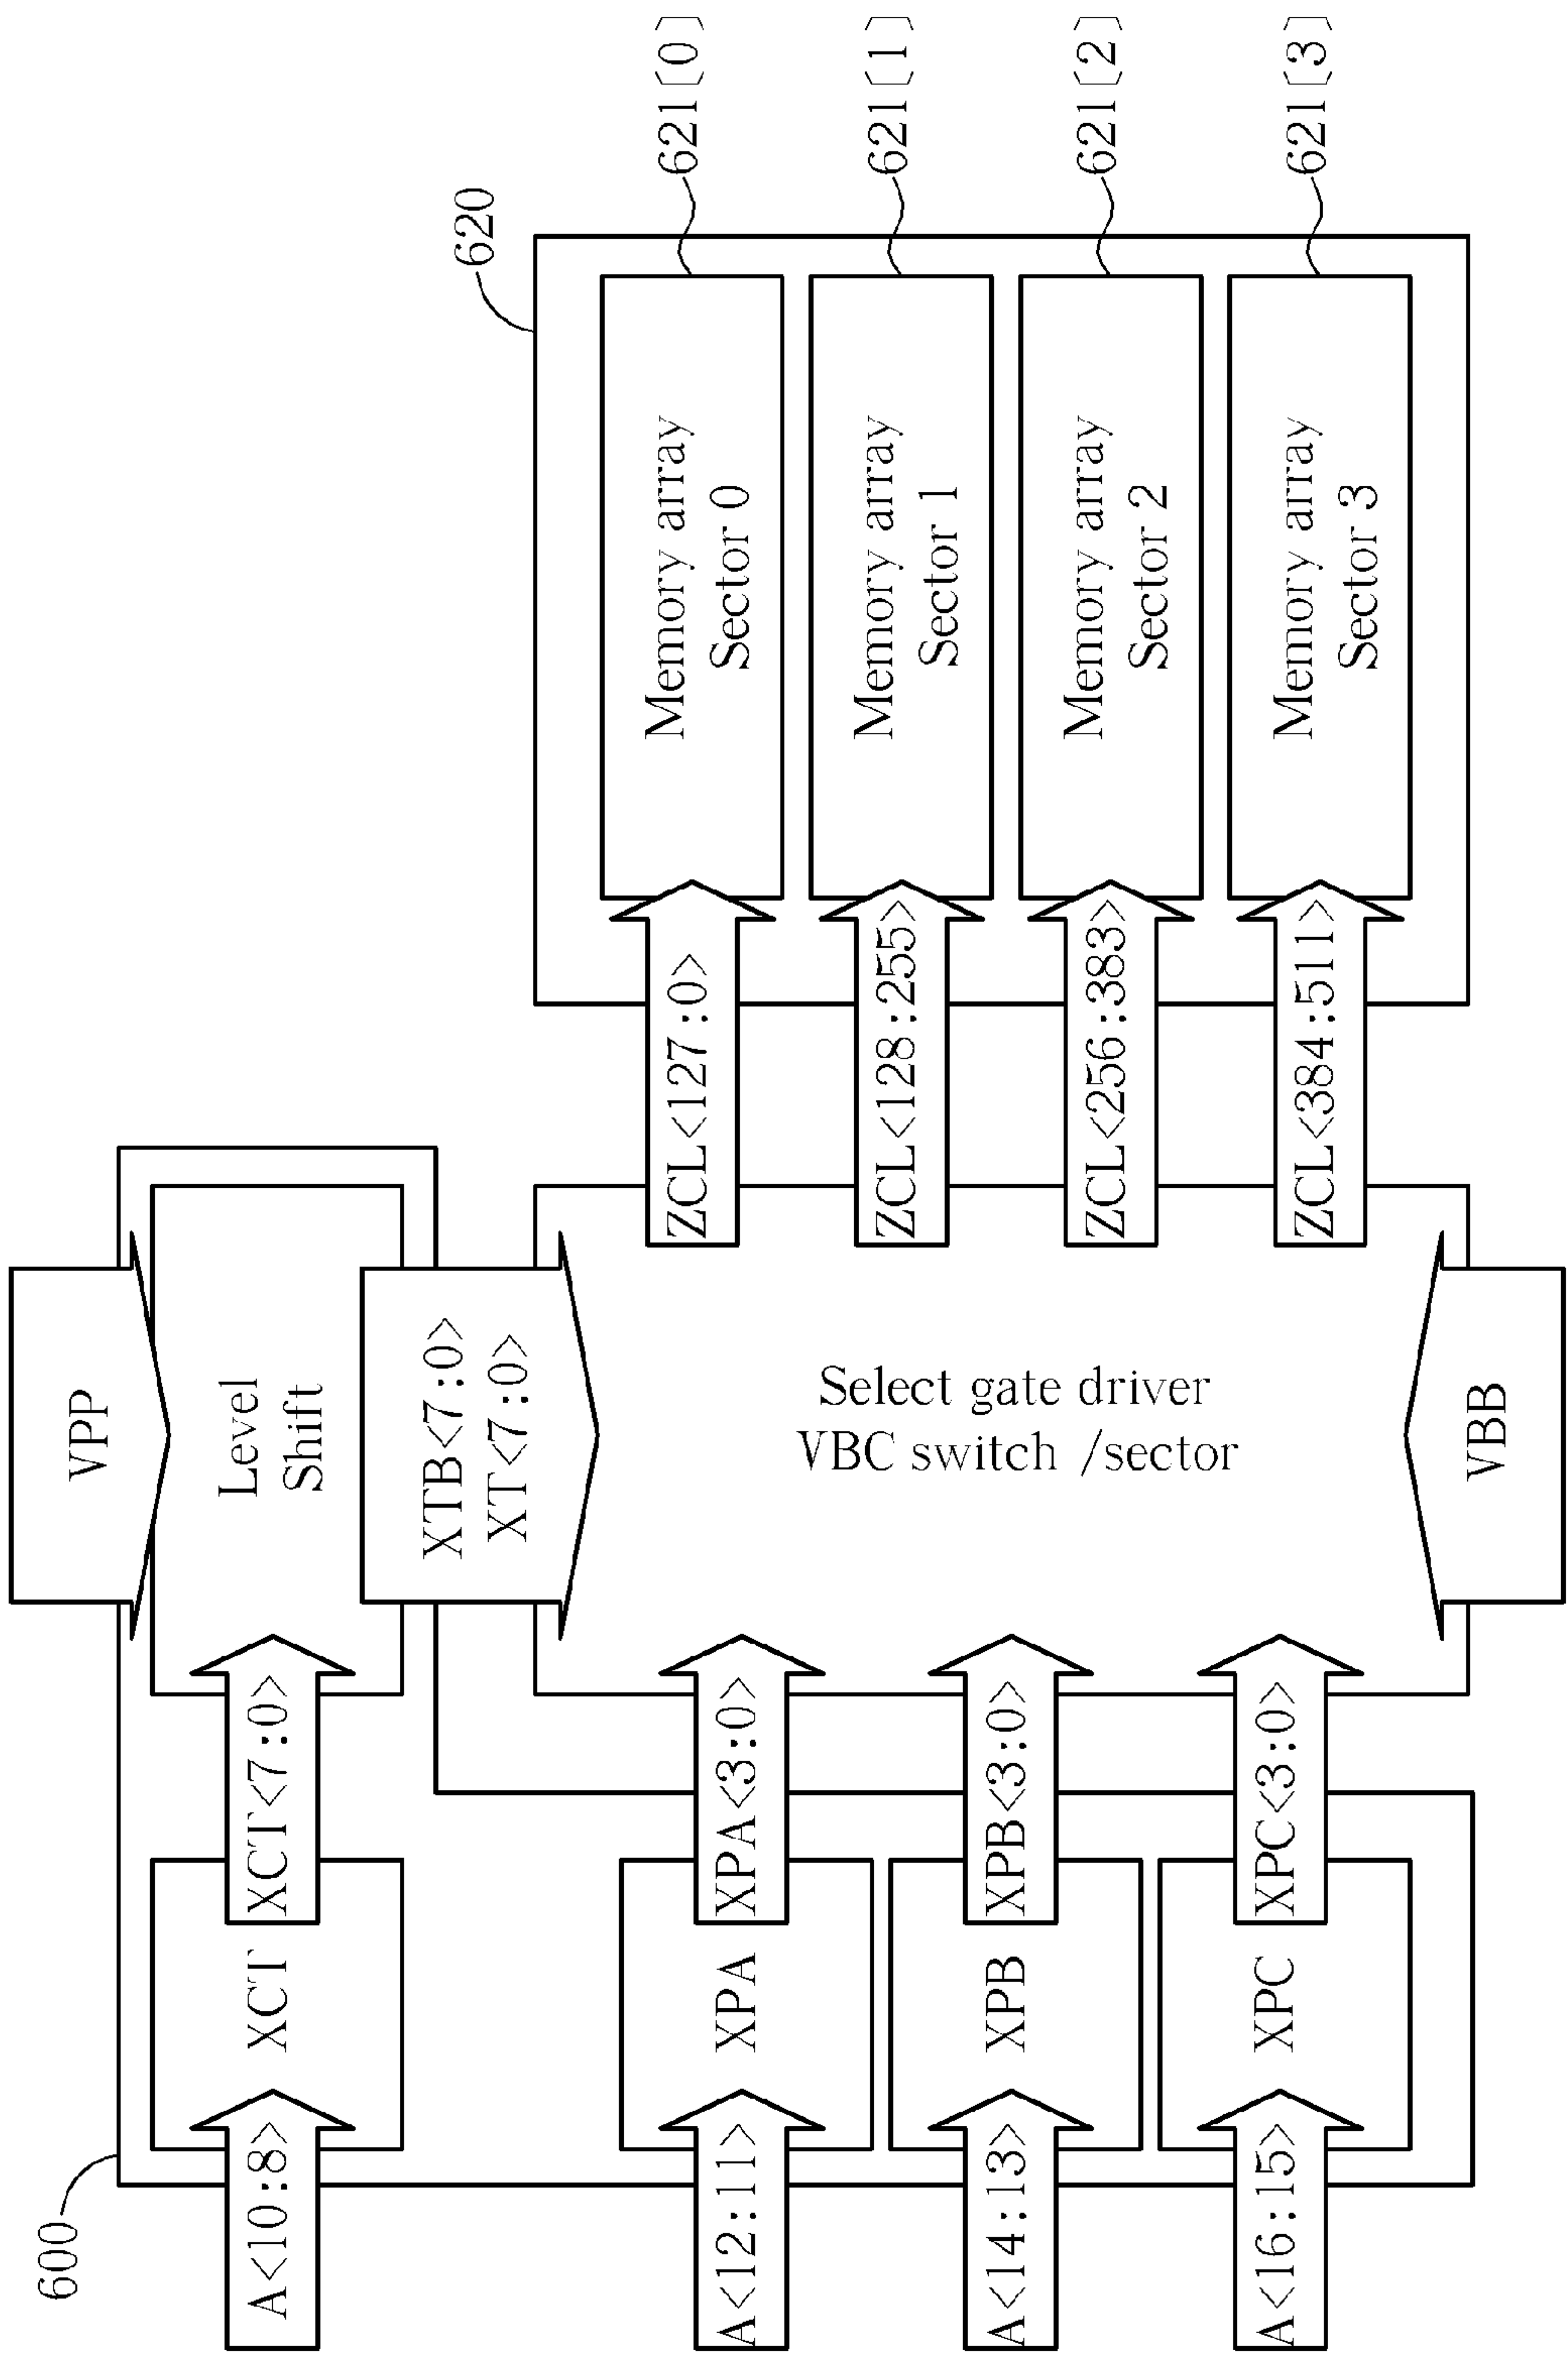 600
620
VPP
A<10:8>
XCT
XCT<7:0>
Level
Shift
XTB<7:0>
XT<7:0>
A<12:11>
XPA
XPA<3:0>
A<14:13>
XPB
XPB<3:0>
A<16:15>
XPC
XPC<3:0>
Select gate driver
VBC switch /sector
VBB
ZCL<127:0>
Memory array
Sector 0
621[0]
ZCL<128:255>
Memory array
Sector 1
621[1]
ZCL<256:383>
Memory array
Sector 2
621[2]
ZCL<384:511>
Memory array
Sector 3
621[3]